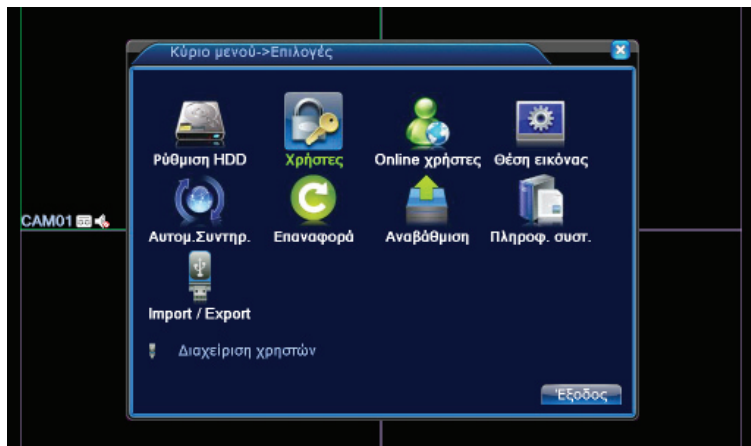 Κύριο μενού->Επιλογές
Ρύθμιση HDD
Χρήστες
Online χρήστες
Θέση εικόνας
CAM01
Αυτομ.Συντηρ.
Επαναφορά
Αναβάθμιση
Πληροφ. συστ.
Import / Export
Διαχείριση χρηστών
Έξοδος